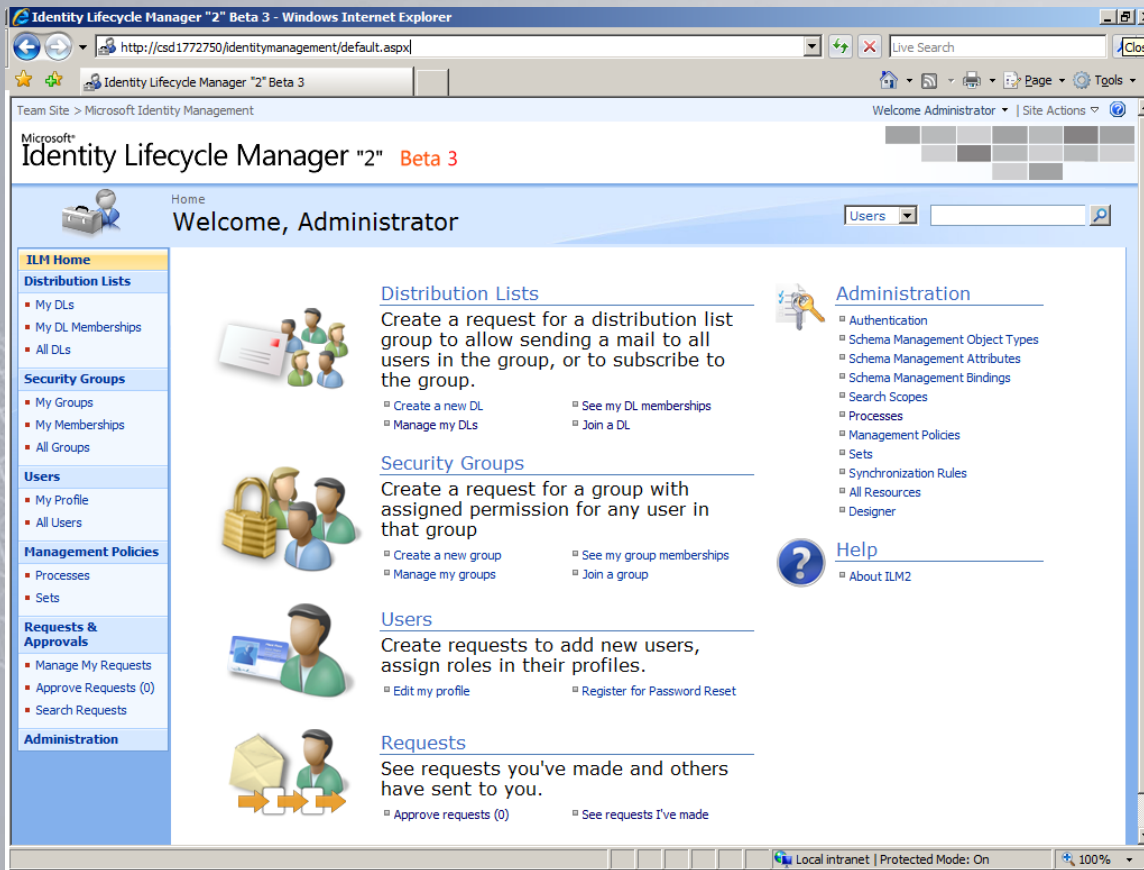 Identity Lifecycle Manager "2" Beta 3 - Windows Internet Explorer
http://csd1772750/identitymanagement/default.aspx
Live Search
Clos
Identity Lifecycle Manager "2" Beta 3
Page
Tools
Team Site > Microsoft Identity Management
Welcome Administrator
| Site Actions
Microsoft
Identity Lifecycle Manager "2" Beta 3
Home
Welcome, Administrator
Users
ILM Home
Distribution Lists
My DLs
My DL Memberships
All DLs
Security Groups
My Groups
My Memberships
All Groups
Users
My Profile
All Users
Management Policies
Processes
Sets
Requests &
Approvals
Manage My Requests
Approve Requests (0)
Search Requests
Administration
Distribution Lists
Create a request for a distribution list
group to allow sending a mail to all
users in the group, or to subscribe to
the group.
Create a new DL
See my DL memberships
Manage my DLs
Join a DL
Security Groups
Create a request for a group with
assigned permission for any user in
that group
Create a new group
See my group memberships
Manage my groups
Join a group
Users
Create requests to add new users,
assign roles in their profiles.
Edit my profile
Register for Password Reset
Requests
See requests you've made and others
have sent to you.
Approve requests (0)
See requests I've made
Administration
Authentication
Schema Management Object Types
Schema Management Attributes
Schema Management Bindings
Search Scopes
Processes
Management Policies
Sets
Synchronization Rules
All Resources
Designer
Help
About ILM2
Local intranet | Protected Mode: On
100%